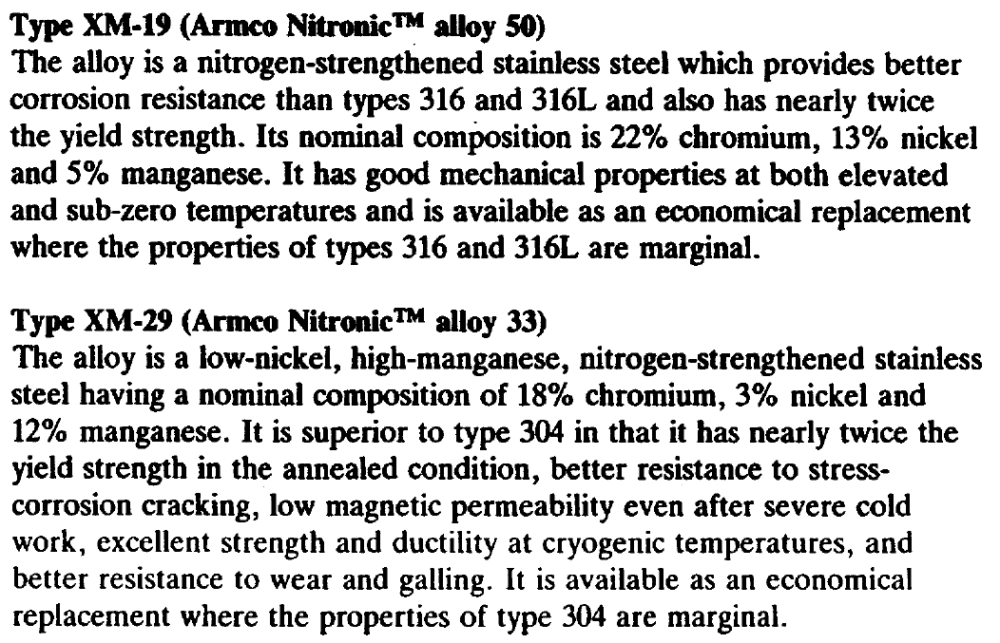 Type XM-19 (Armco Nitronic™ alloy 50)
The alloy is a nitrogen-strengthened stainless steel which provides better
corrosion resistance than types 316 and 316L and also has nearly twice
the yield strength. Its nominal composition is 22% chromium, 13% nickel
and 5% manganese. It has good mechanical properties at both elevated
and sub-zero temperatures and is available as an economical replacement
where the properties of types 316 and 316L are marginal.

Type XM-29 (Armco Nitronic™ alloy 33)
The alloy is a low-nickel, high-manganese, nitrogen-strengthened stainless
steel having a nominal composition of 18% chromium, 3% nickel and
12% manganese. It is superior to type 304 in that it has nearly twice the
yield strength in the annealed condition, better resistance to stress-
corrosion cracking, low magnetic permeability even after severe cold
work, excellent strength and ductility at cryogenic temperatures, and
better resistance to wear and galling. It is available as an economical
replacement where the properties of type 304 are marginal.